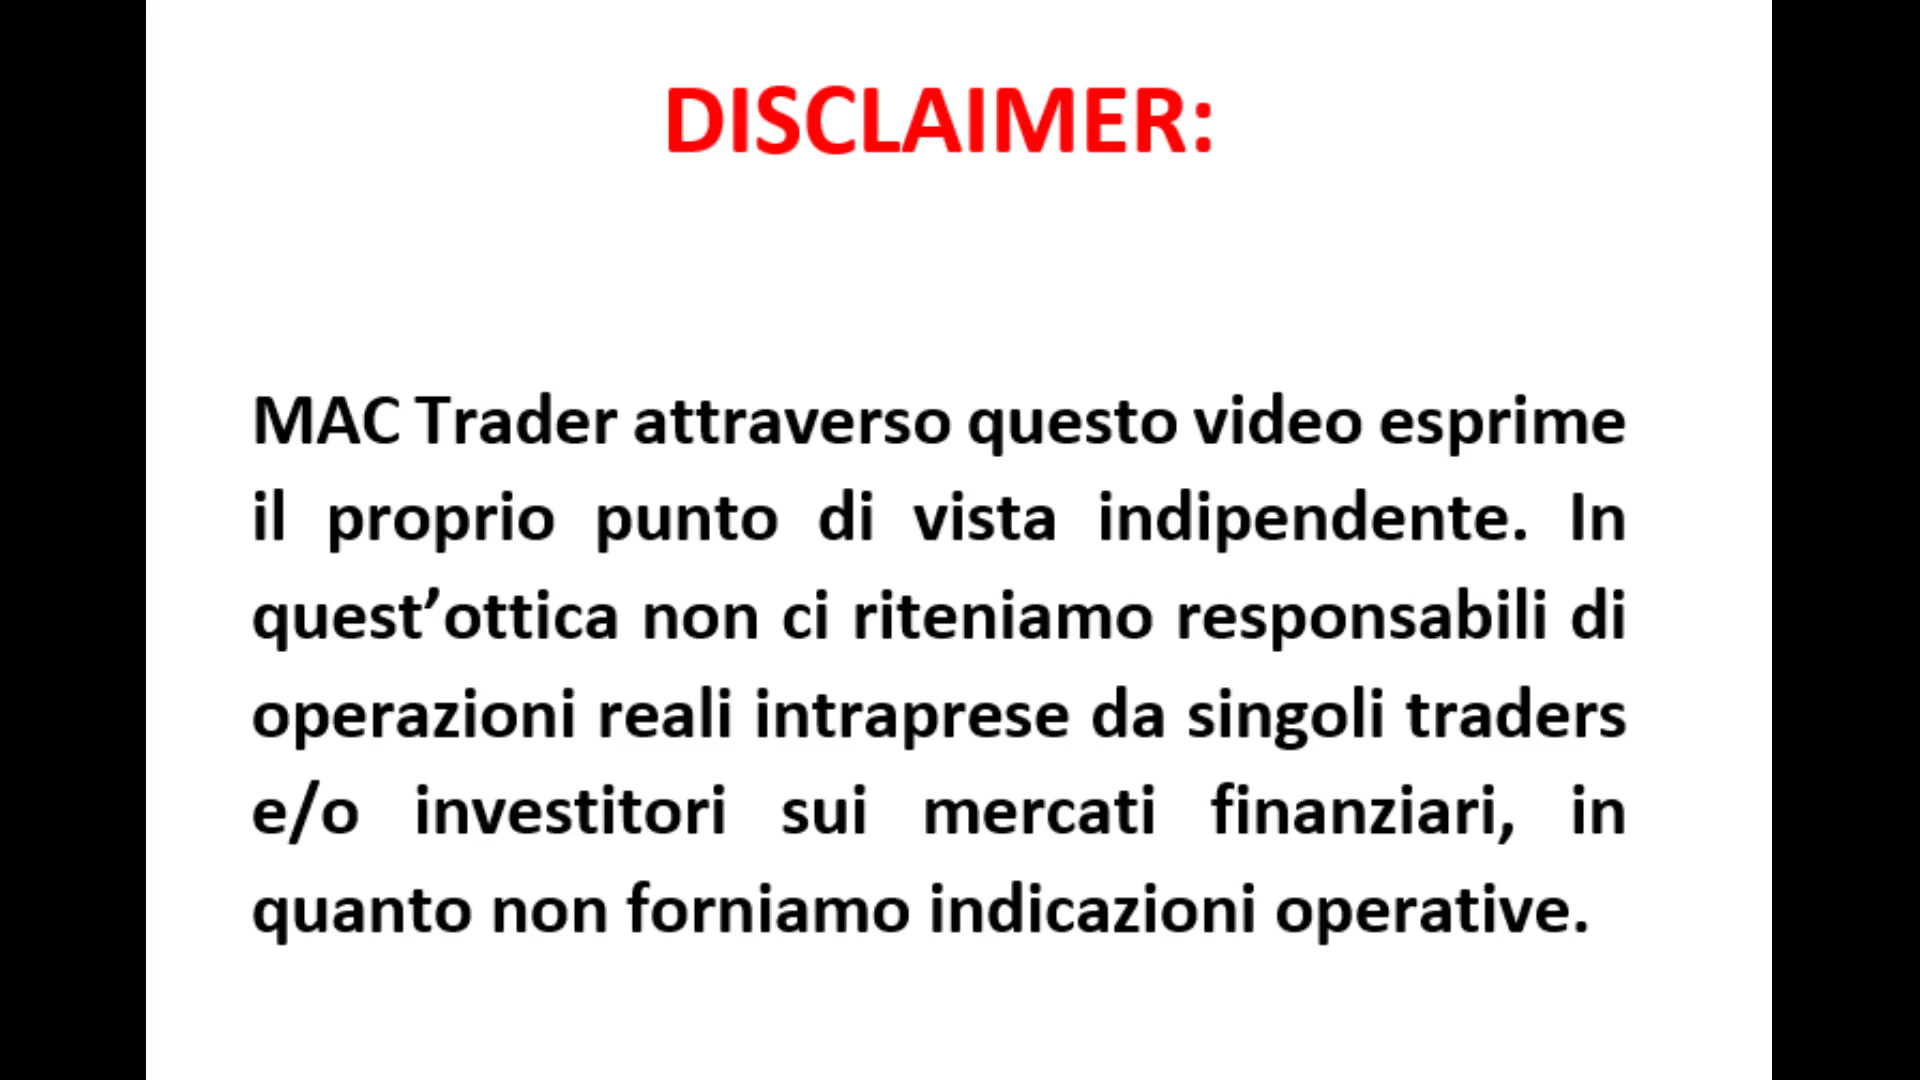 DISCLAIMER:
MAC Trader attraverso questo video esprime
il proprio punto di vista indipendente. In
quest’ottica non ci riteniamo responsabili di
operazioni reali intraprese da singoli traders
e/o investitori sui mercati finanziari, in
quanto non forniamo indicazioni operative.